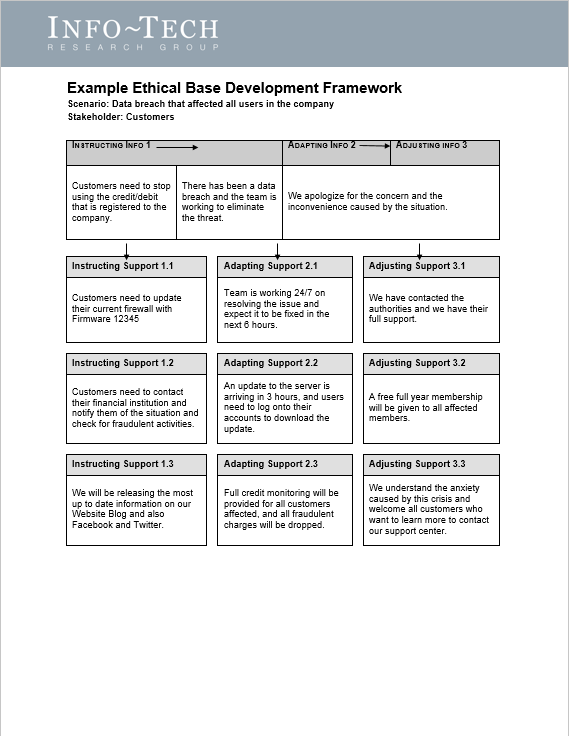 INFO~TECH
RESEARCH GROUP
Example Ethical Base Development Framework
Scenario: Data breach that affected all users in the company
Stakeholder: Customers
INSTRUCTING INFO 1
ADAPTING INFO 2
ADJUSTING INFO 3
Customers need to stop
using the credit/debit
that is registered to the
company.
There has been a data
breach and the team is
working to eliminate
the threat.
We apologize for the concern and the
inconvenience caused by the situation.
Instructing Support 1.1
Customers need to update
their current firewall with
Firmware 12345
Adapting Support 2.1
Team is working 24/7 on
resolving the issue and
expect it to be fixed in the
next 6 hours.
Adjusting Support 3.1
We have contacted the
authorities and we have their
full support.
Instructing Support 1.2
Customers need to contact
their financial institution and
notify them of the situation and
check for fraudulent activities.
Adapting Support 2.2
An update to the server is
arriving in 3 hours, and users
need to log onto their
accounts to download the
update.
Adjusting Support 3.2
A free full year membership
will be given to all affected
members.
Instructing Support 1.3
We will be releasing the most
up to date information on our
Website Blog and also
Facebook and Twitter.
Adapting Support 2.3
Full credit monitoring will be
provided for all customers
affected, and all fraudulent
charges will be dropped.
Adjusting Support 3.3
We understand the anxiety
caused by this crisis and
welcome all customers who
want to learn more to contact
our support center.